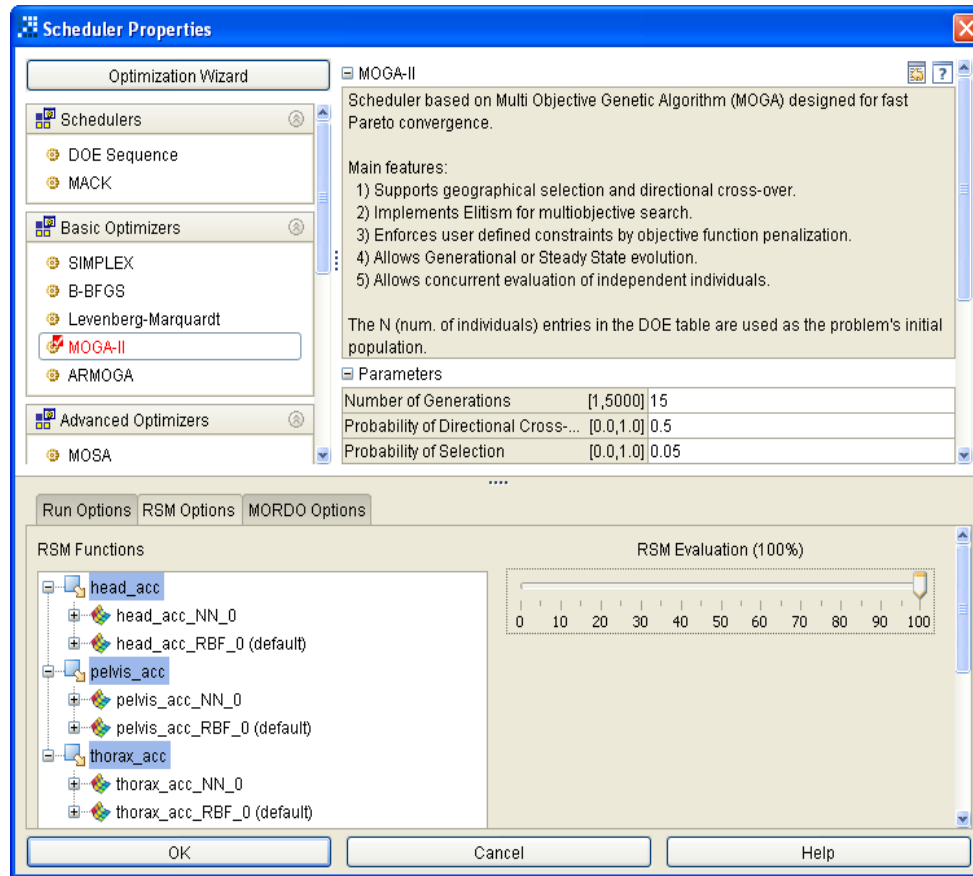 Scheduler Properties
Optimization Wizard
Schedulers
DOE Sequence
MACK
Basic Optimizers
SIMPLEX
B-BFGS
Levenberg-Marquardt
MOGA-II
ARMOGA
Advanced Optimizers
MOSA
MOGA-II
?
Scheduler based on Multi Objective Genetic Algorithm (MOGA) designed for fast
Pareto convergence.
Main features:
1) Supports geographical selection and directional cross-over.
2) Implements Elitism for multiobjective search.
3) Enforces user defined constraints by objective function penalization.
4) Allows Generational or Steady State evolution.
5) Allows concurrent evaluation of independent individuals.
The N (num. of individuals) entries in the DOE table are used as the problem's initial
population.
Parameters
Number of Generations [1,5000] 15
Probability of Directional Cross-... [0.0,1.0] 0.5
Probability of Selection [0.0,1.0] 0.05
Run Options RSM Options MORDO Options
RSM Functions
head_acc
head_acc_NN_0
head_acc_RBF_0 (default)
pelvis_acc
pelvis_acc_NN_0
pelvis_acc_RBF_0 (default)
thorax_acc
thorax_acc_NN_0
thorax_acc_RBF_0 (default)
RSM Evaluation (100%)
0 10 20 30 40 50 60 70 80 90 100
OK Cancel Help